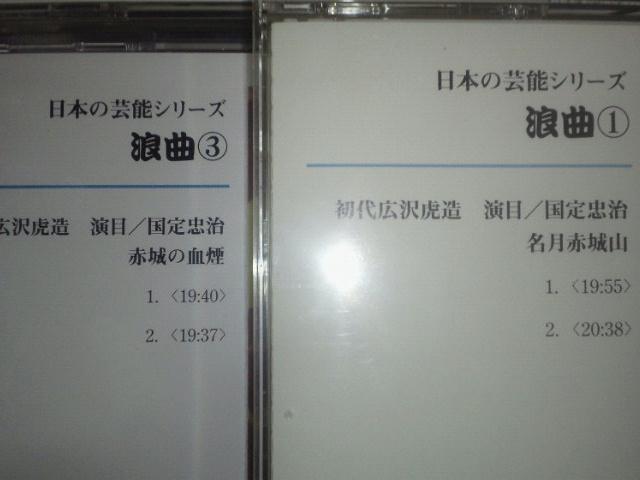 日本の芸能シリーズ
浪曲③
広沢虎造 演目／国定忠治
赤城の血煙
1. 〈19:40〉
2. 〈19:37〉
日本の芸能シリーズ
浪曲①
初代広沢虎造 演目／国定忠治
名月赤城山
1. 〈19:55〉
2. 〈20:38〉